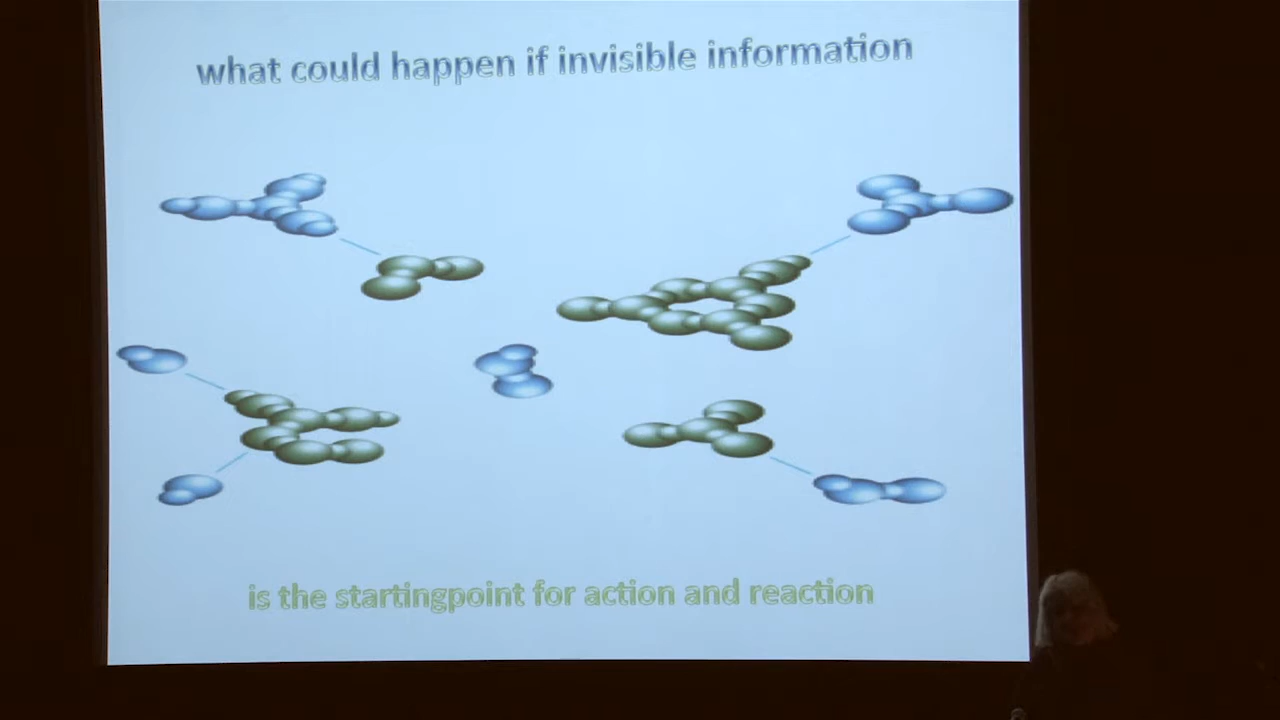 what could happen if invisible information
is the startingpoint for action and reaction